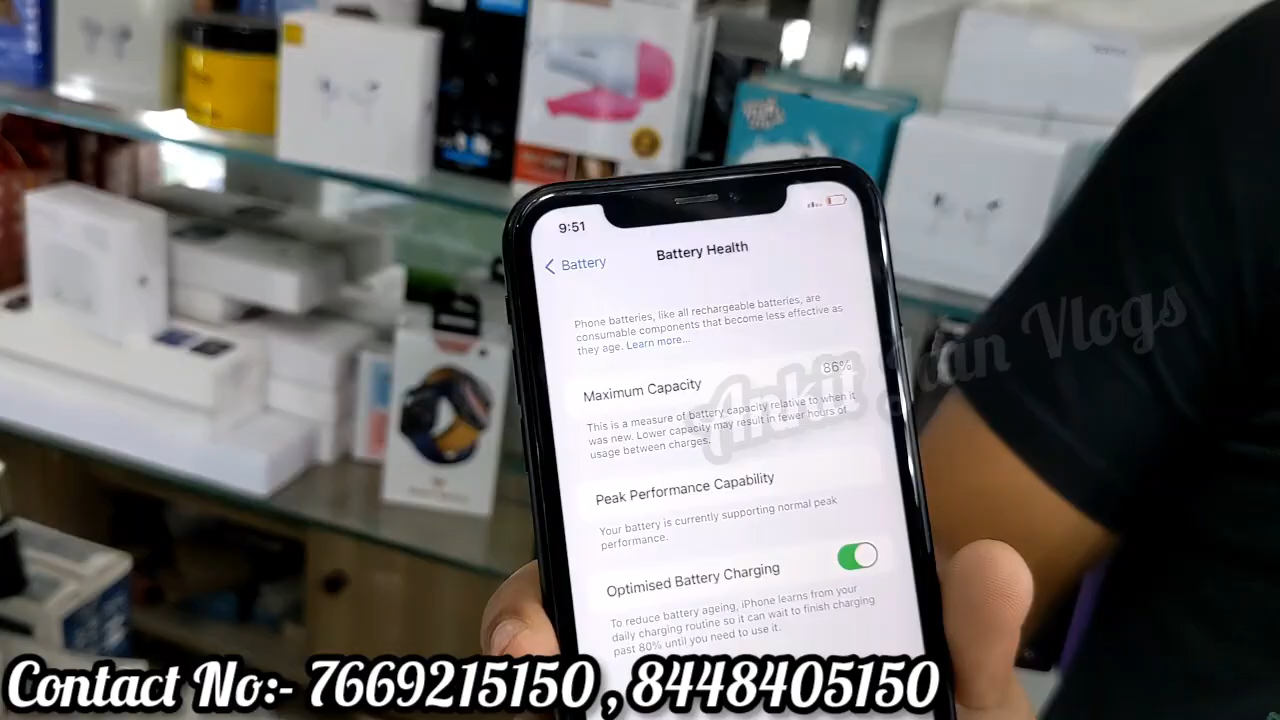 9:51
Battery
Battery Health
Phone batteries, like all rechargeable batteries, are
consumable components that become less effective as
they age. Learn more...
Maximum Capacity
86%
This is a measure of battery capacity relative to when it
was new. Lower capacity may result in fewer hours of
usage between charges.
Peak Performance Capability
Your battery is currently supporting normal peak
performance.
Optimised Battery Charging
To reduce battery ageing, iPhone learns from your
daily charging routine so it can wait to finish charging
past 80% until you need to use it.
Ankit Vlogs
Contact No:- 7669215150 , 8448405150